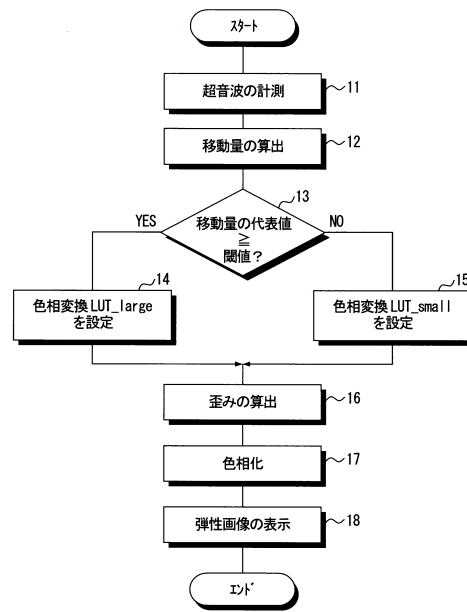 スタート
超音波の計測
11
移動量の算出
12
13
移動量の代表値
≧
閾値？
YES
NO
14
色相変換LUT_large
を設定
15
色相変換LUT_small
を設定
歪みの算出
16
色相化
17
弾性画像の表示
18
エンド